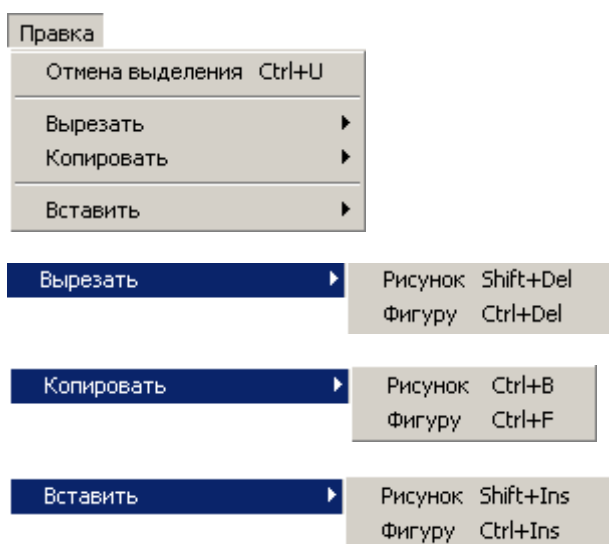 Правка
Отмена выделения Ctrl+U
Вырезать
Копировать
Вставить
Вырезать Рисунок Shift+Del
Фигуру Ctrl+Del
Копировать Рисунок Ctrl+B
Фигуру Ctrl+F
Вставить Рисунок Shift+Ins
Фигуру Ctrl+Ins